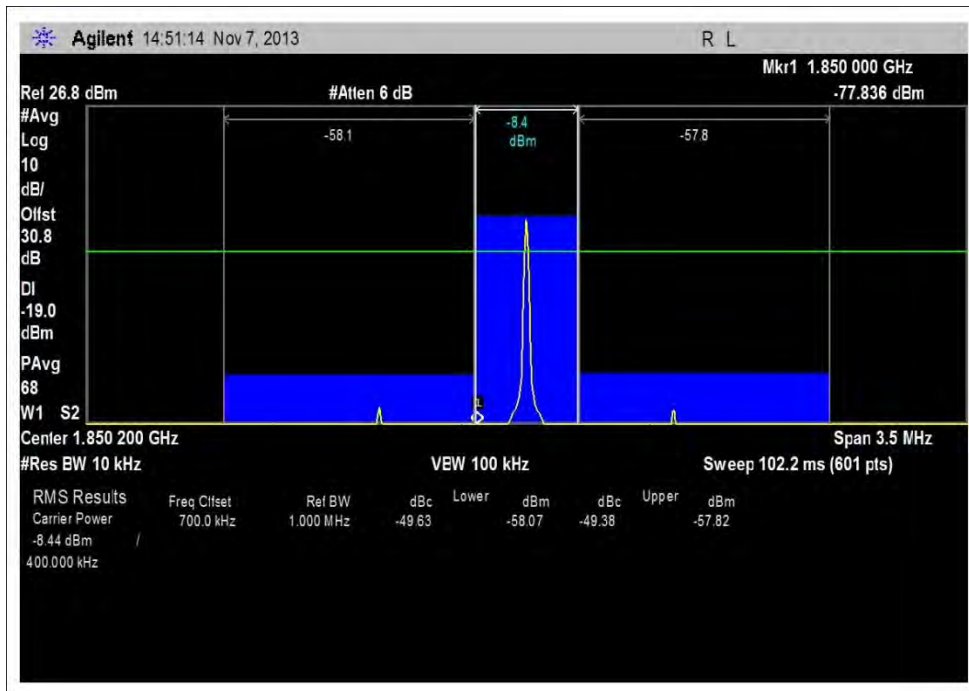 Agilent 14:51:14 Nov 7, 2013 R L
Mkr1 1.850 000 GHz
Ref 26.8 dBm #Atten 6 dB -77.836 dBm
#Avg
Log
10
dB/
Offst
30.8
dB
DI
-19.0
dBm
PAvg
68
W1 S2
-58.1
-8.4
dBm
-57.8
1
Center 1.850 200 GHz Span 3.5 MHz
#Res BW 10 kHz VBW 100 kHz Sweep 102.2 ms (601 pts)
RMS Results Freq Offset Ref BW dBc Lower dBm dBc Upper dBm
Carrier Power 700.0 kHz 1.000 MHz -49.63 -58.07 -49.38 -57.82
-8.44 dBm /
400.000 kHz